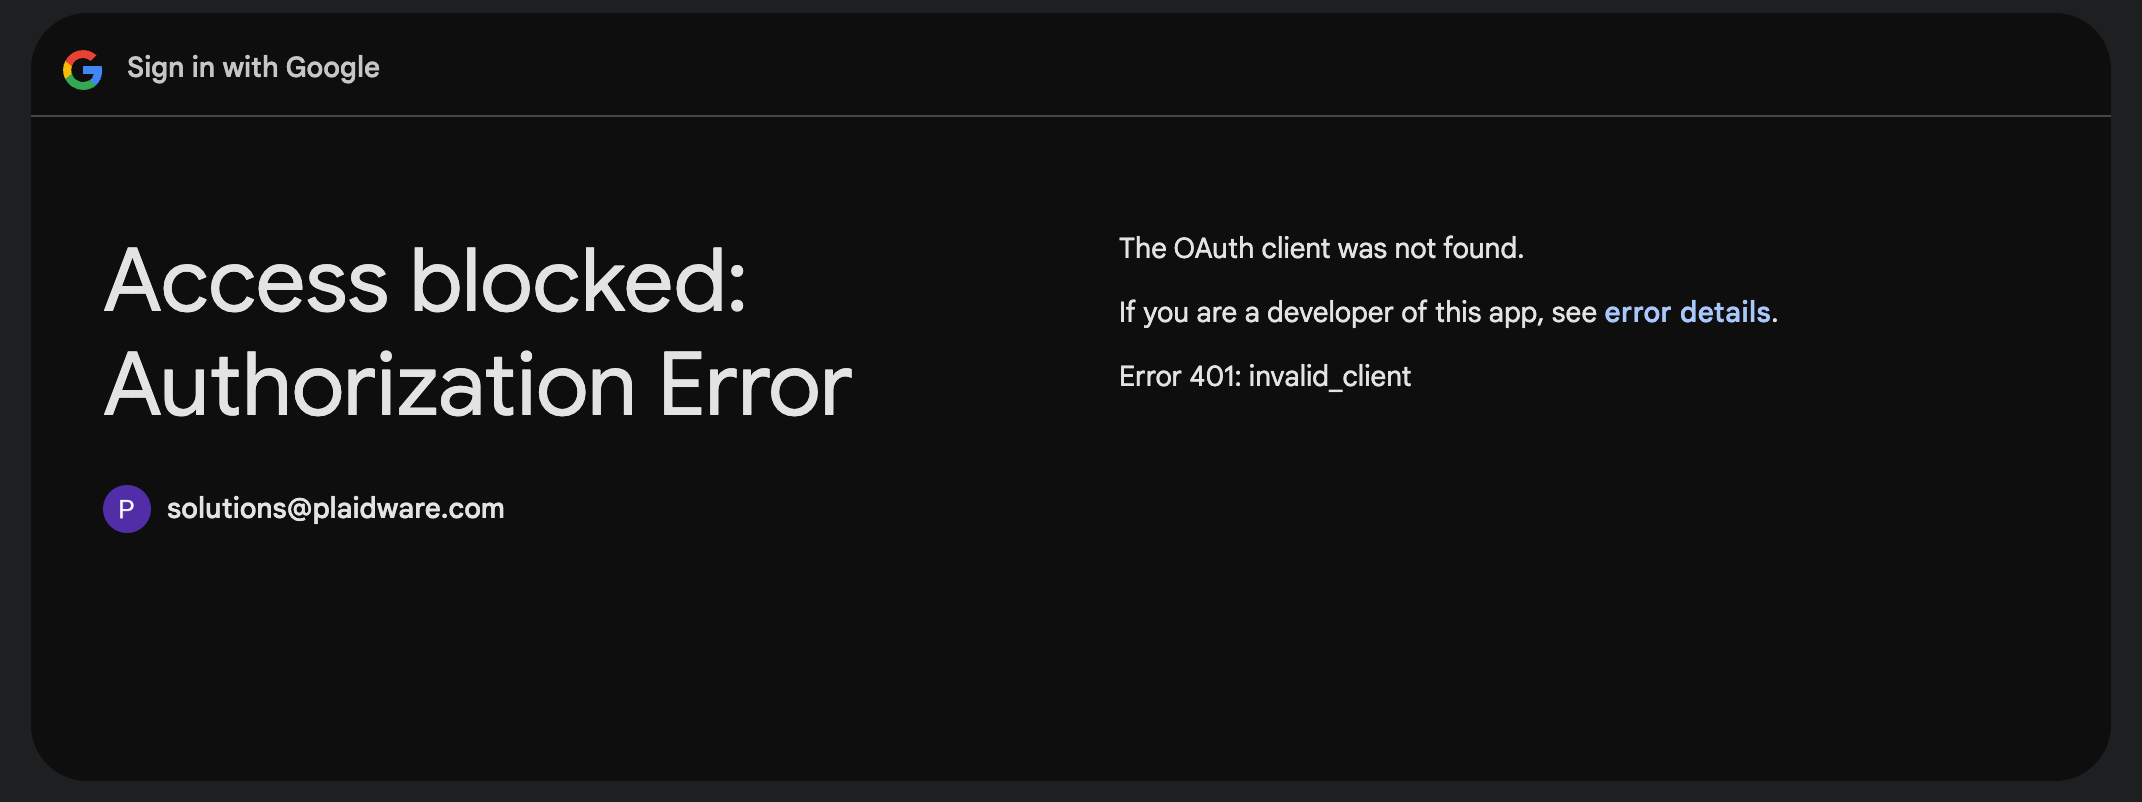 Sign in with Google
Access blocked:
Authorization Error
P
solutions@plaidware.com
The OAuth client was not found.
If you are a developer of this app, see error details.
Error 401: invalid_client